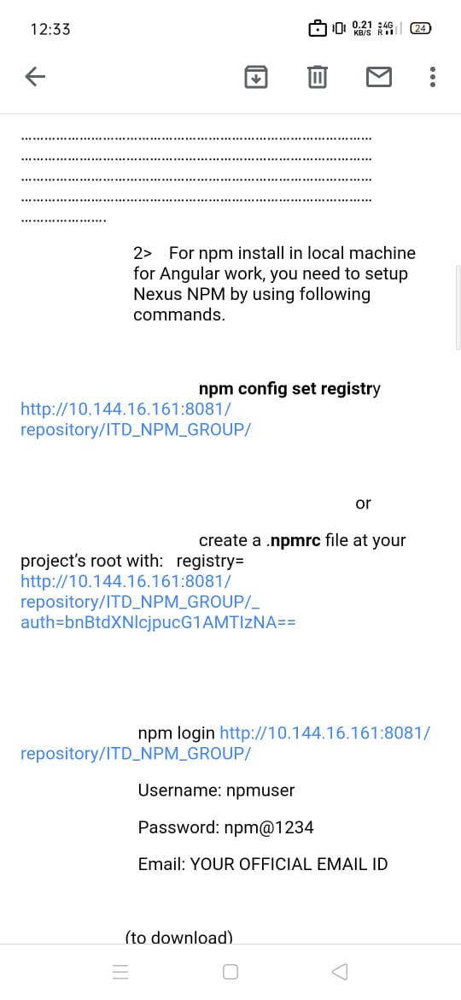 12:33
0.21 KB/S 4G R 24
................................................................................
................................................................................
................................................................................
................................................................................
......................
2> For npm install in local machine
for Angular work, you need to setup
Nexus NPM by using following
commands.
npm config set registry
http://10.144.16.161:8081/
repository/ITD_NPM_GROUP/
or
create a .npmrc file at your
project's root with: registry=
http://10.144.16.161:8081/
repository/ITD_NPM_GROUP/_
auth=bnBtdXNlcjpucG1AMTIzNA==
npm login http://10.144.16.161:8081/
repository/ITD_NPM_GROUP/
Username: npmuser
Password: npm@1234
Email: YOUR OFFICIAL EMAIL ID
(to download)